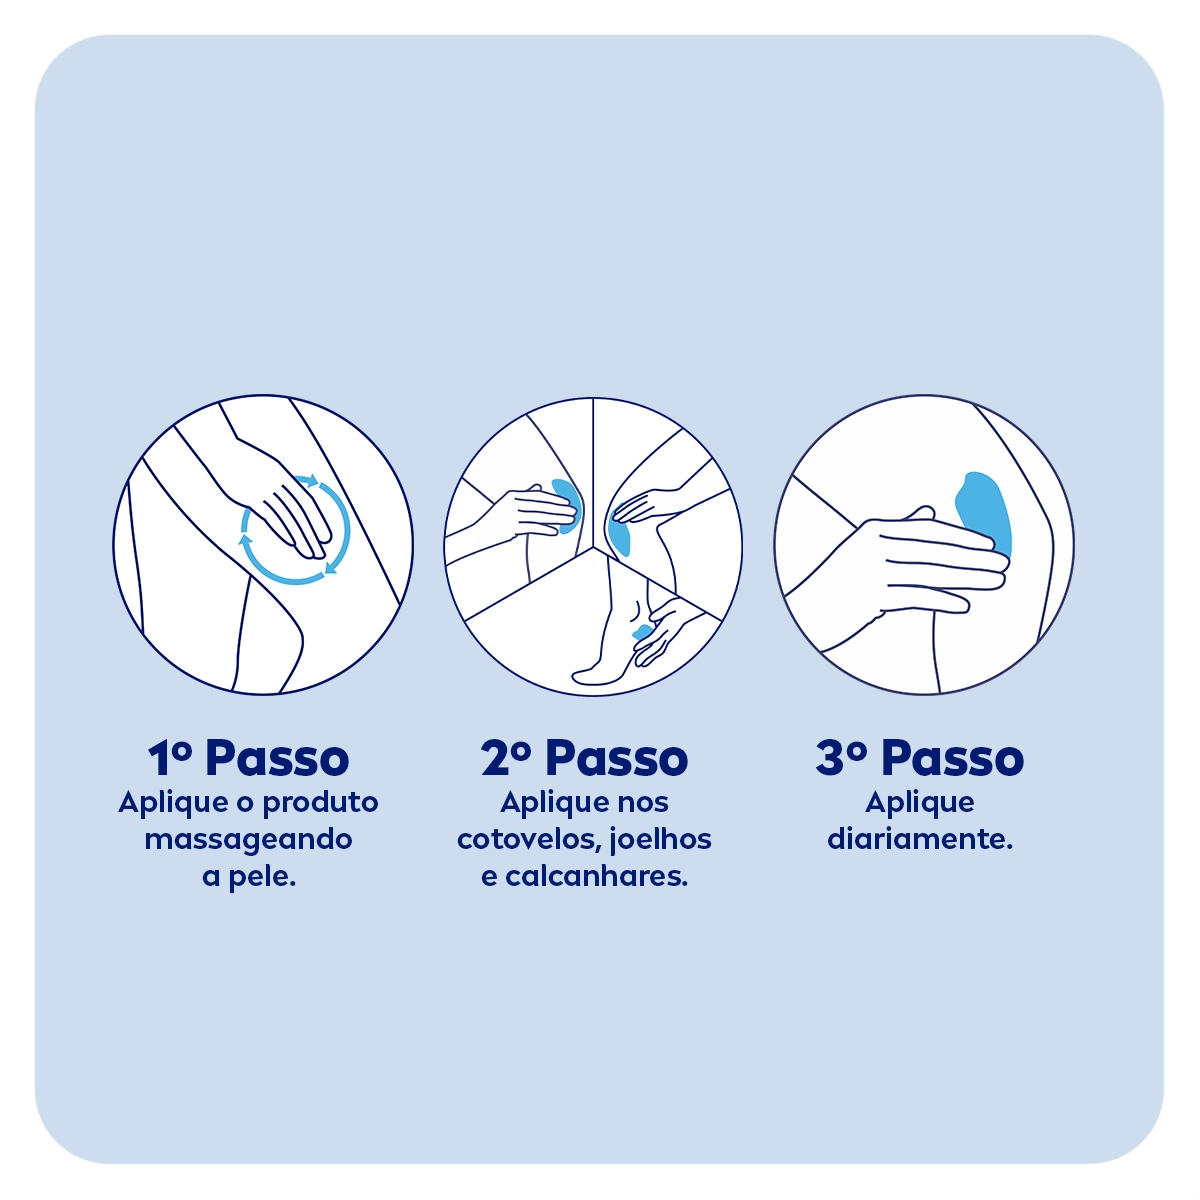 1º Passo
Aplique o produto
massageando
a pele.
2º Passo
Aplique nos
cotovelos, joelhos
e calcanhares.
3º Passo
Aplique
diariamente.